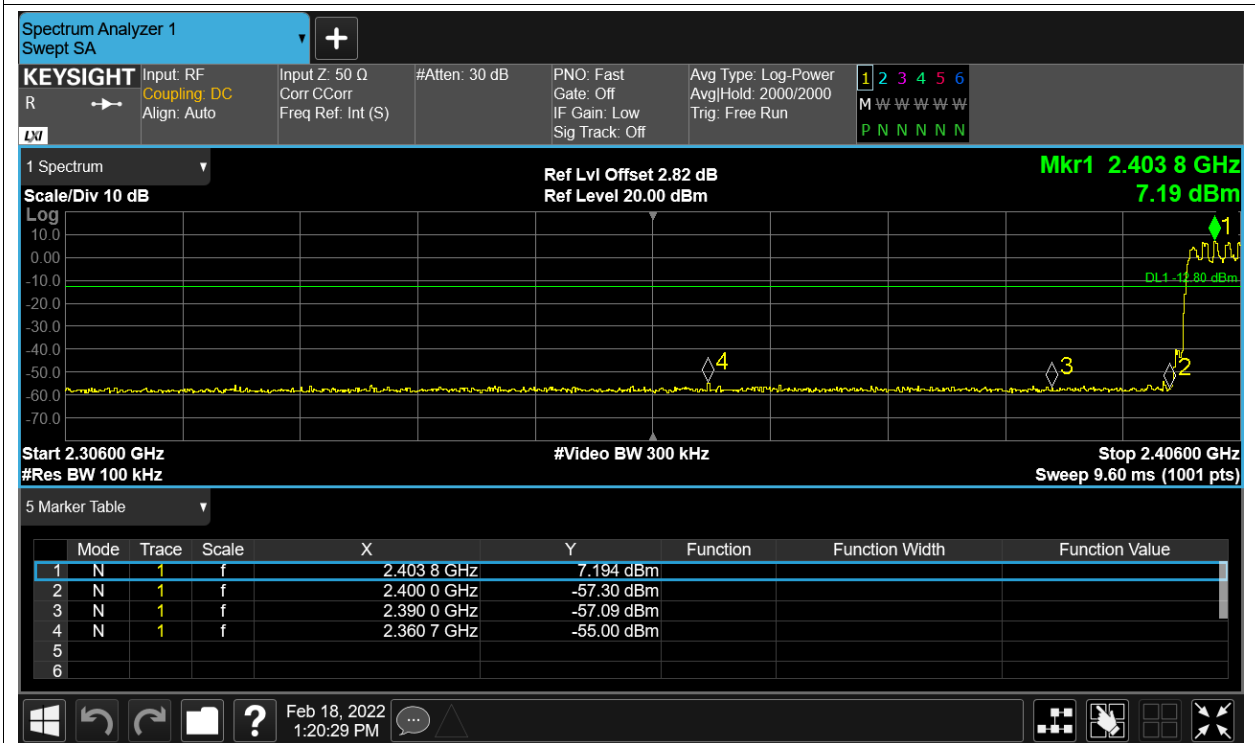 Spectrum Analyzer 1
Swept SA
KEYSIGHT
R
LXI
Input: RF
Coupling: DC
Align: Auto
Input Z: 50 Ω
Corr CCorr
Freq Ref: Int (S)
#Atten: 30 dB
PNO: Fast
Gate: Off
IF Gain: Low
Sig Track: Off
Avg Type: Log-Power
Avg|Hold: 2000/2000
Trig: Free Run
1 2 3 4 5 6
M W W W W W
P N N N N N
1 Spectrum
Scale/Div 10 dB
Ref Lvl Offset 2.82 dB
Ref Level 20.00 dBm
Mkr1 2.403 8 GHz
7.19 dBm
Log
10.0
0.00
-10.0
-20.0
-30.0
-40.0
-50.0
-60.0
-70.0
1
DL1 -12.80 dBm
4
3
2
Start 2.30600 GHz
#Res BW 100 kHz
#Video BW 300 kHz
Stop 2.40600 GHz
Sweep 9.60 ms (1001 pts)
5 Marker Table
Mode Trace Scale X Y Function Function Width Function Value
1 N 1 f 2.403 8 GHz 7.194 dBm
2 N 1 f 2.400 0 GHz -57.30 dBm
3 N 1 f 2.390 0 GHz -57.09 dBm
4 N 1 f 2.360 7 GHz -55.00 dBm
5
6
?
Feb 18, 2022
1:20:29 PM